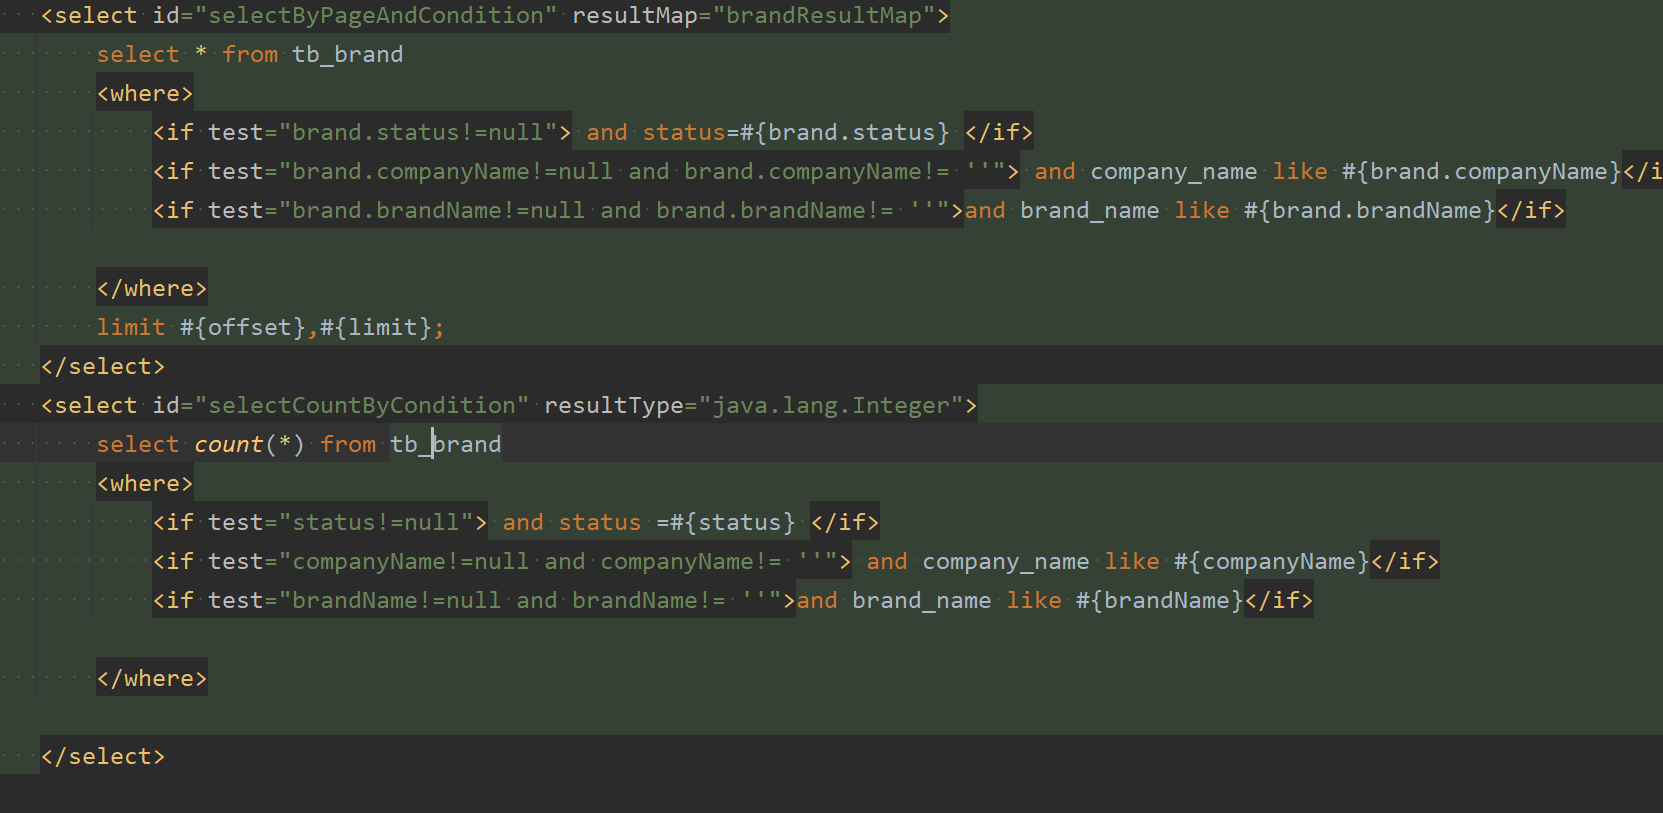 <select id="selectByPageAndCondition" resultMap="brandResultMap">
select * from tb_brand
<where>
<if test="brand.status!=null"> and status=#{brand.status} </if>
<if test="brand.companyName!=null and brand.companyName!= ''"> and company_name like #{brand.companyName}</i
<if test="brand.brandName!=null and brand.brandName!= ''">and brand_name like #{brand.brandName}</if>
</where>
limit #{offset},#{limit};
</select>
<select id="selectCountByCondition" resultType="java.lang.Integer">
select count(*) from tb_brand
<where>
<if test="status!=null"> and status =#{status} </if>
<if test="companyName!=null and companyName!= ''"> and company_name like #{companyName}</if>
<if test="brandName!=null and brandName!= ''">and brand_name like #{brandName}</if>
</where>
</select>